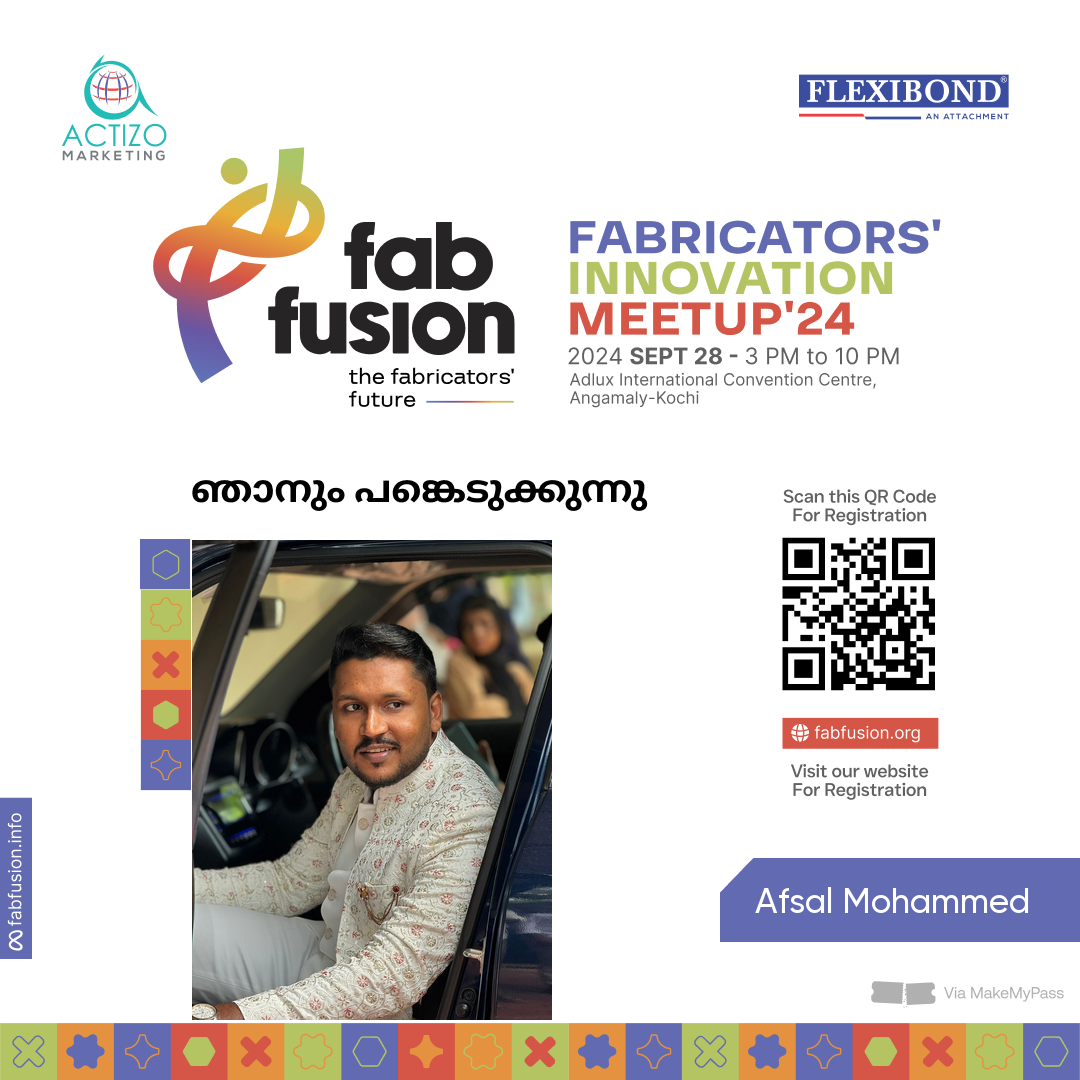 ACTIZO
MARKETING
FLEXIBOND®
AN ATTACHMENT
fab
fusion
the fabricators'
future
FABRICATORS'
INNOVATION
MEETUP'24
2024 SEPT 28 - 3 PM to 10 PM
Adlux International Convention Centre,
Angamaly-Kochi
ഞാനും പങ്കെടുക്കുന്നു
Scan this QR Code
For Registration
fabfusion.org
Visit our website
For Registration
fabfusion.info
Afsal Mohammed
Via MakeMyPass